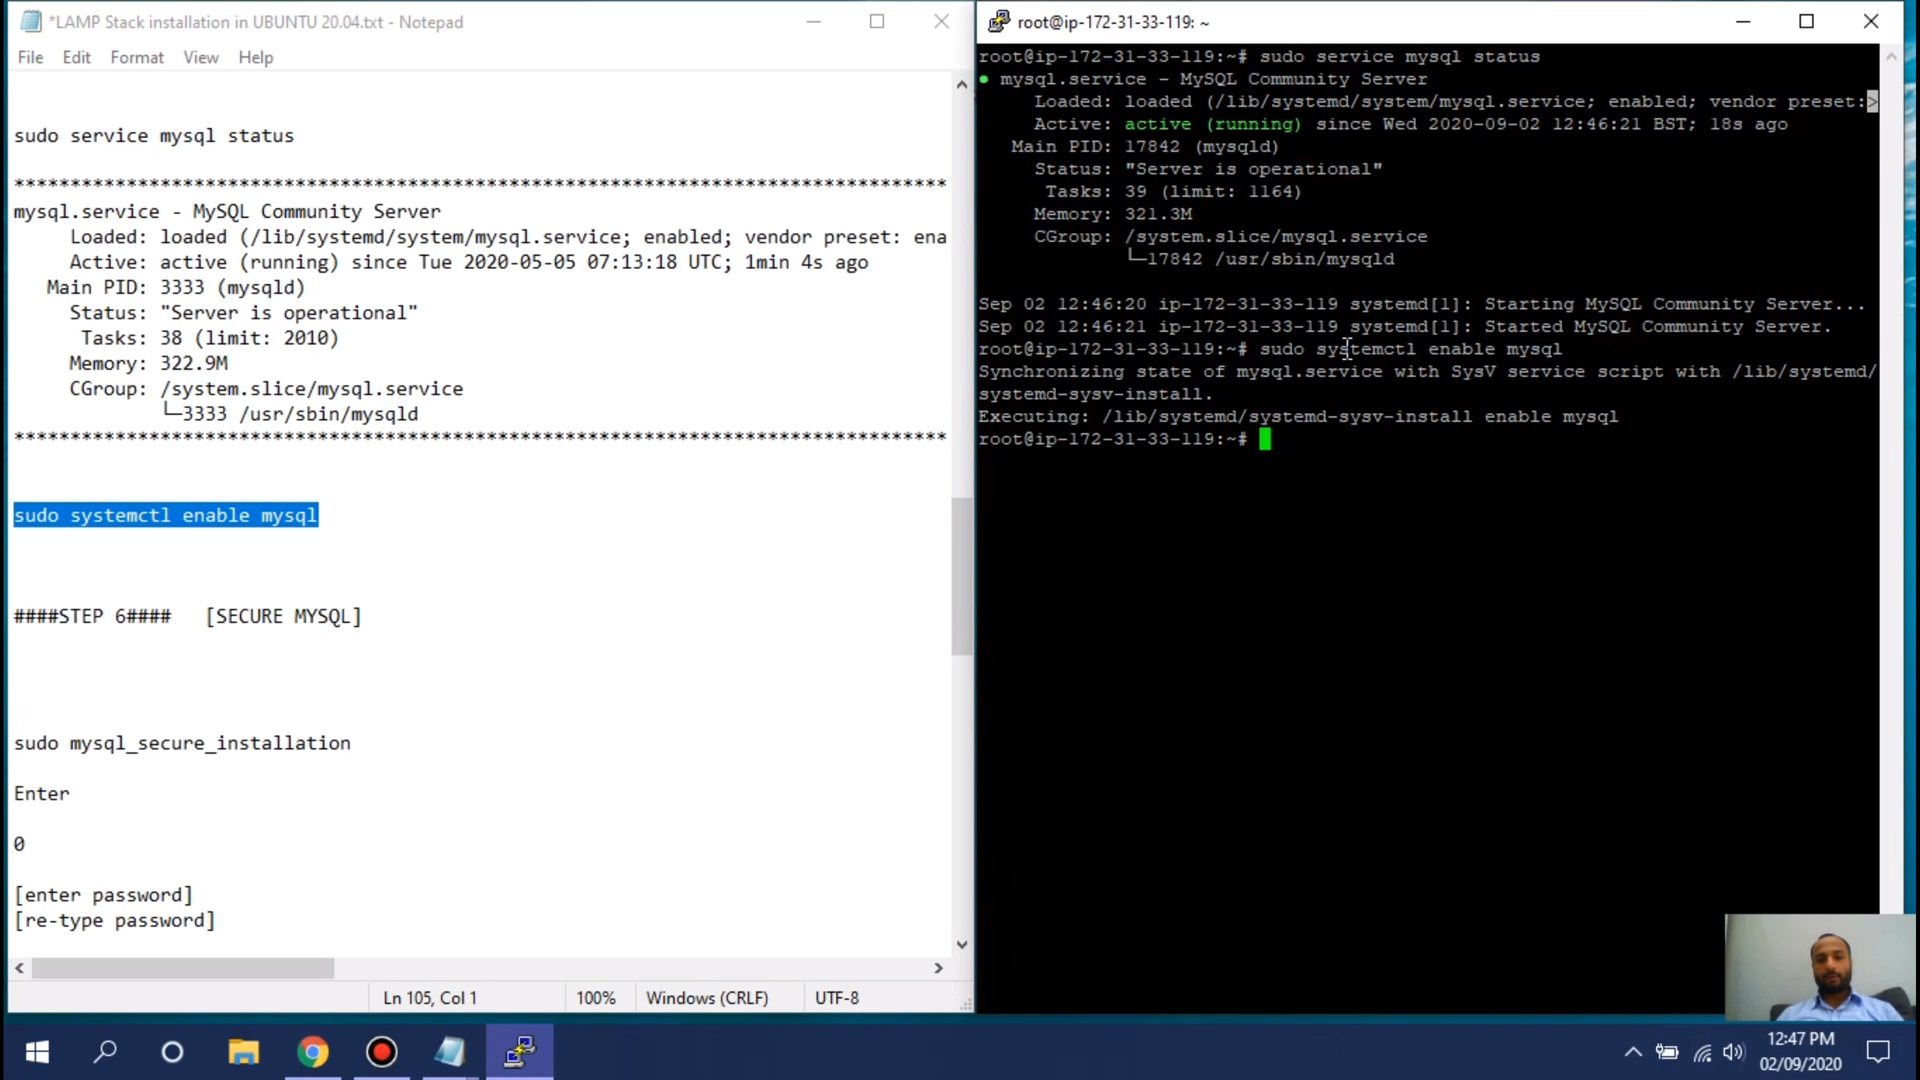 *LAMP Stack installation in UBUNTU 20.04.txt - Notepad
File Edit Format View Help
sudo service mysql status
***********************************************************************************
mysql.service - MySQL Community Server
Loaded: loaded (/lib/systemd/system/mysql.service; enabled; vendor preset: ena
Active: active (running) since Tue 2020-05-05 07:13:18 UTC; 1min 4s ago
Main PID: 3333 (mysqld)
Status: "Server is operational"
Tasks: 38 (limit: 2010)
Memory: 322.9M
CGroup: /system.slice/mysql.service
└─3333 /usr/sbin/mysqld
***********************************************************************************
sudo systemctl enable mysql
####STEP 6#### [SECURE MYSQL]
sudo mysql_secure_installation
Enter
0
[enter password]
[re-type password]
Ln 105, Col 1 100% Windows (CRLF) UTF-8
root@ip-172-31-33-119: ~
root@ip-172-31-33-119:~# sudo service mysql status
● mysql.service - MySQL Community Server
Loaded: loaded (/lib/systemd/system/mysql.service; enabled; vendor preset:>
Active: active (running) since Wed 2020-09-02 12:46:21 BST; 18s ago
Main PID: 17842 (mysqld)
Status: "Server is operational"
Tasks: 39 (limit: 1164)
Memory: 321.3M
CGroup: /system.slice/mysql.service
└─17842 /usr/sbin/mysqld
Sep 02 12:46:20 ip-172-31-33-119 systemd[1]: Starting MySQL Community Server...
Sep 02 12:46:21 ip-172-31-33-119 systemd[1]: Started MySQL Community Server.
root@ip-172-31-33-119:~# sudo systemctl enable mysql
Synchronizing state of mysql.service with SysV service script with /lib/systemd/
systemd-sysv-install.
Executing: /lib/systemd/systemd-sysv-install enable mysql
root@ip-172-31-33-119:~#
12:47 PM
02/09/2020